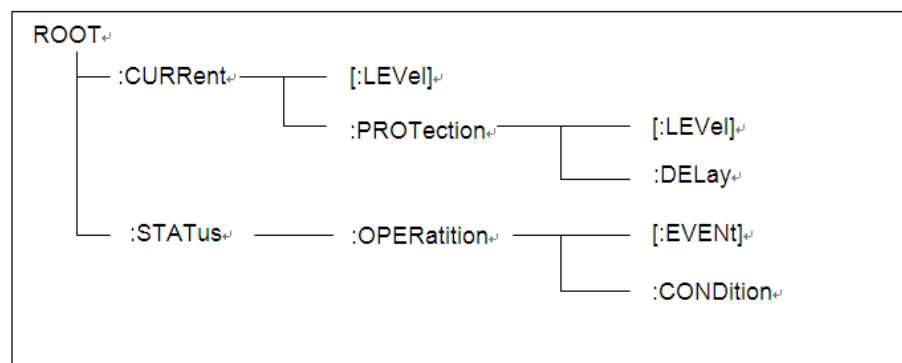 ROOT↵
:CURRent↵ [:LEVel]↵
:PROTection↵ [:LEVel]↵
:DELay↵
:STATus↵ :OPERatition↵ [:EVENt]↵
:CONDition↵